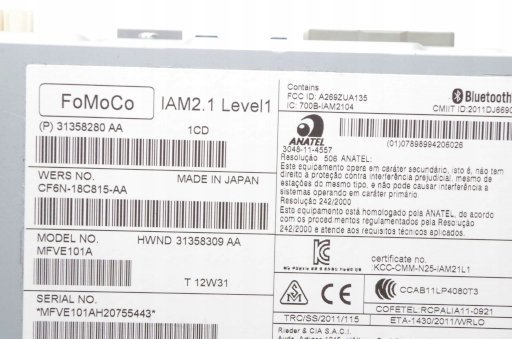 FoMoCo
IAM2.1 Level1
(P) 31358280 AA
1CD
WERS NO.
MADE IN JAPAN
CF6N-18C815-AA
MODEL NO.
HWND 31358309 AA
MFVE101A
T 12W31
SERIAL NO.
*MFVE101AH20755443*
Contains
FCC ID: A269ZUA135
IC: 700B-IAM2104
Bluetooth
CMIIT ID:2011DJ6690
ANATEL
3048-11-4557
(01)07898994206026
Resolução 506 ANATEL:
Este equipamento opera em caráter secundário, isto é, não tem
direito a proteção contra interferência prejudicial, mesmo de
estações do mesmo tipo, e não pode causar interferência a
sistemas operando em caráter primário.
Resolução 242/2000
Este equipamento está homologado pela ANATEL, de acordo
com os procedimentos regulamentados pela Resolução
242/2000 e atende aos requisitos técnicos aplicados.
certificate no.
KCC-CMM-N25-IAM21L1
CE
CCC
CCAB11LP4080T3
COFETEL:RCPALIA11-0921
TRC/SS/2011/115
ETA-1430/2011/WRLO
Rieder & CIA S.A.C.I.